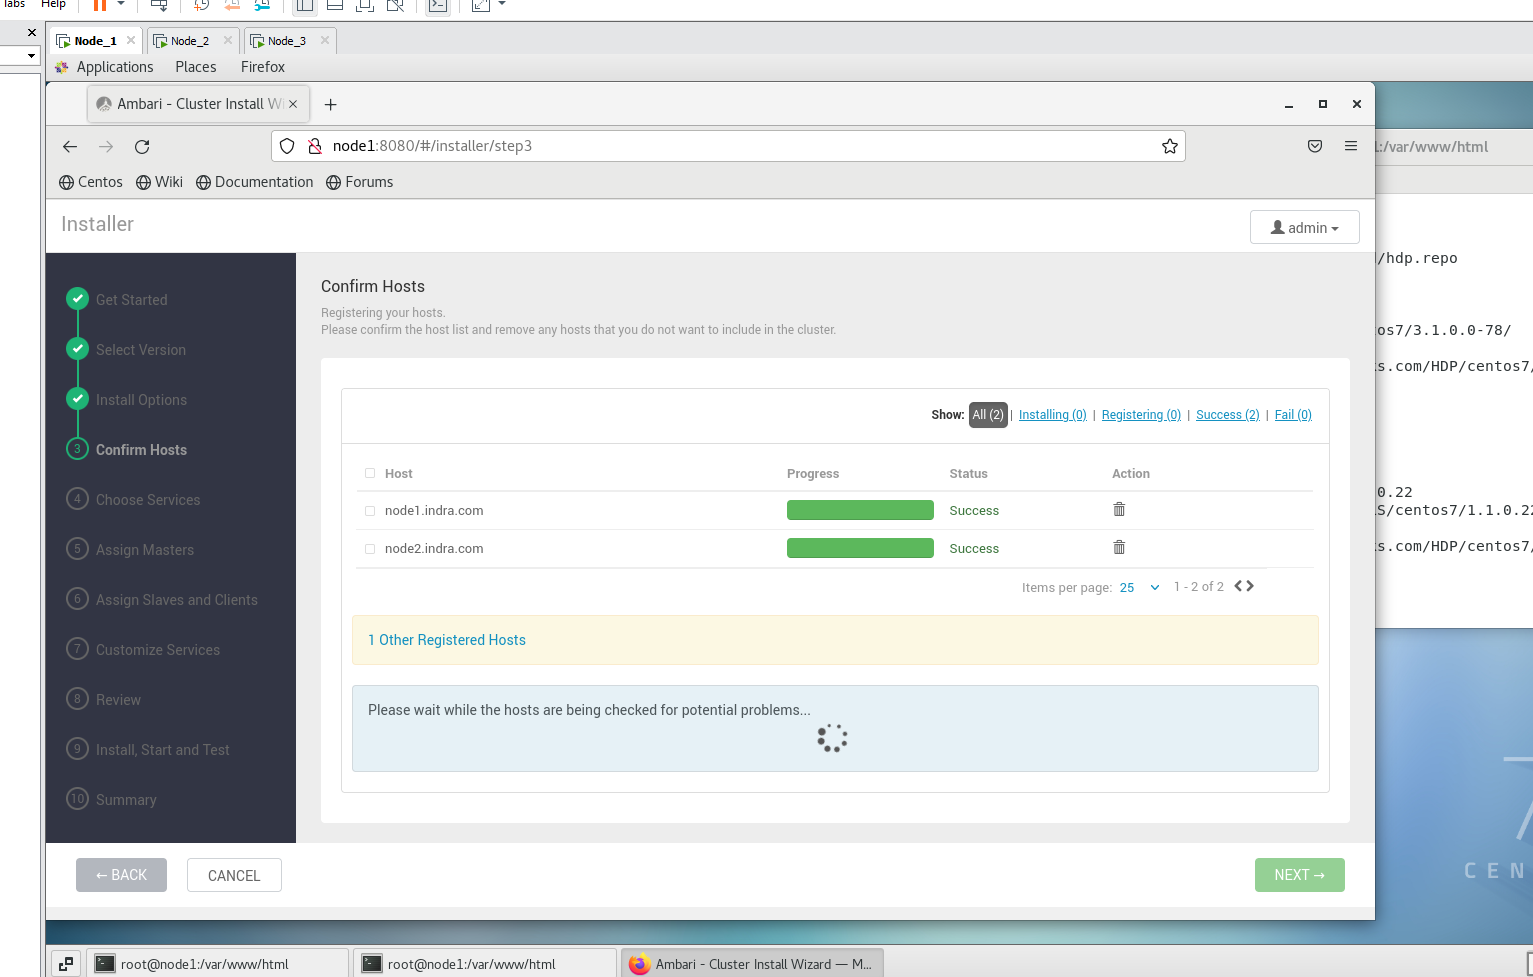 Tabs Help
Node_1 Node_2 Node_3
Applications Places Firefox
Ambari - Cluster Install Wi
node1:8080/#/installer/step3
Centos Wiki Documentation Forums
Installer
admin
Get Started
Select Version
Install Options
3 Confirm Hosts
4 Choose Services
5 Assign Masters
6 Assign Slaves and Clients
7 Customize Services
8 Review
9 Install, Start and Test
10 Summary
Confirm Hosts
Registering your hosts.
Please confirm the host list and remove any hosts that you do not want to include in the cluster.
Show: All (2) | Installing (0) | Registering (0) | Success (2) | Fail (0)
Host Progress Status Action
node1.indra.com Success
node2.indra.com Success
Items per page: 25 1 - 2 of 2
1 Other Registered Hosts
Please wait while the hosts are being checked for potential problems...
← BACK CANCEL NEXT →
1:/var/www/html
/hdp.repo
os7/3.1.0.0-78/
s.com/HDP/centos7/
0.22
S/centos7/1.1.0.22
s.com/HDP/centos7/
7
CEN
root@node1:/var/www/html root@node1:/var/www/html Ambari - Cluster Install Wizard — M...